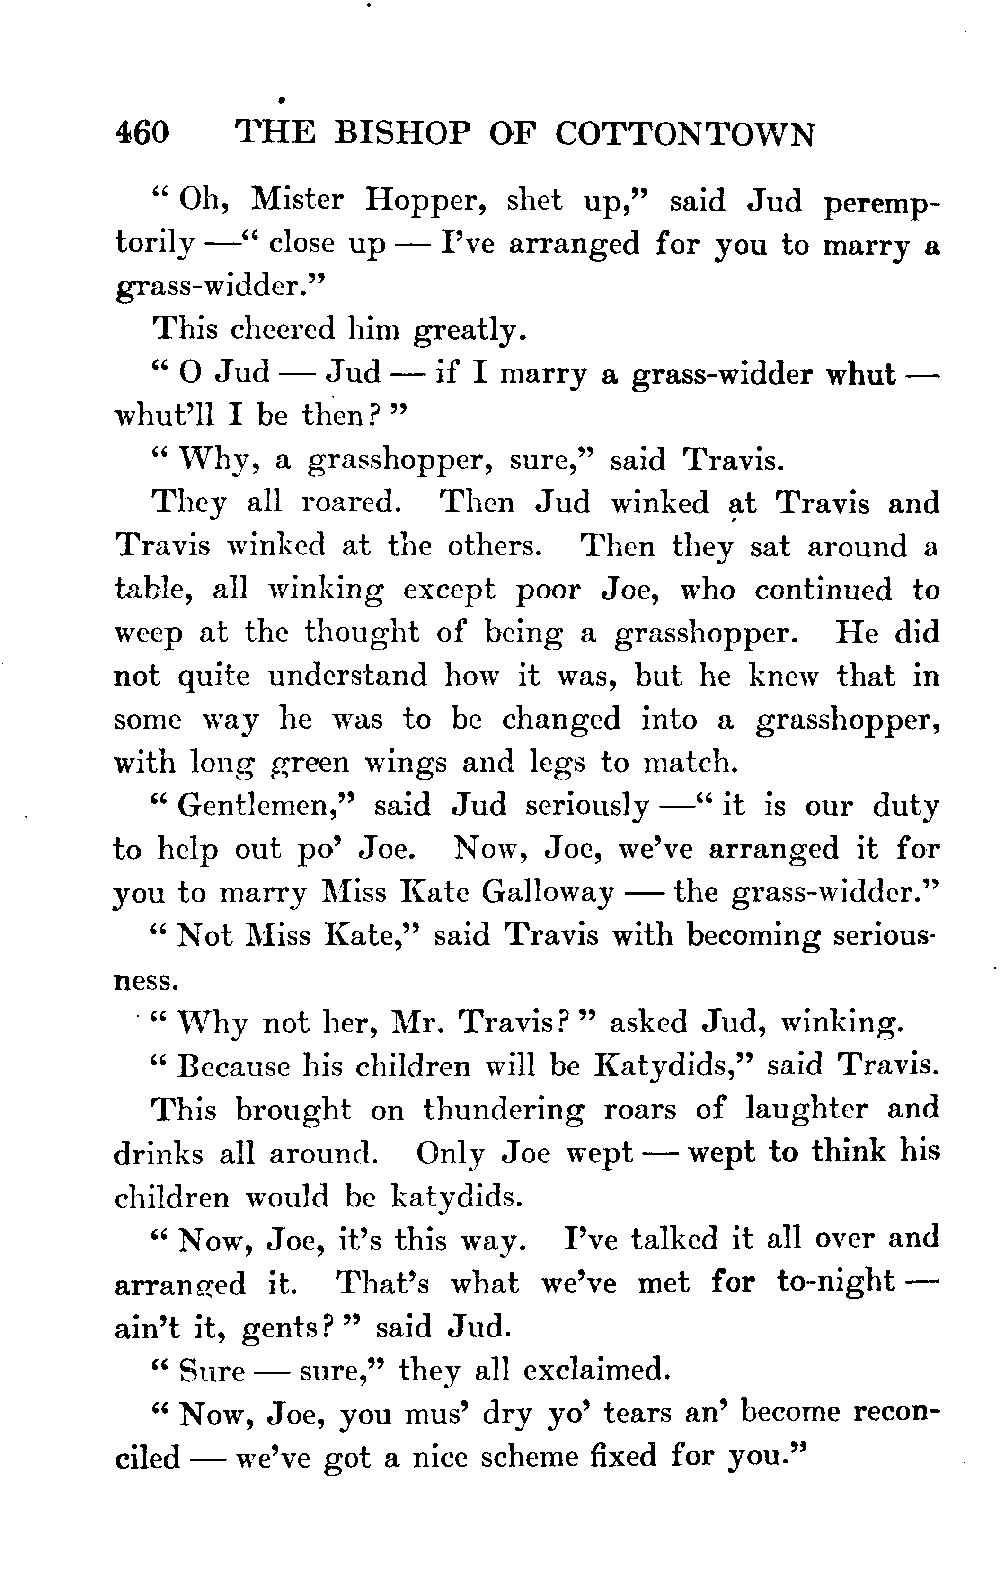 460 THE BISHOP OF COTTONTOWN
“ Oh, Mister Hopper, shet up,” said Jud peremp-
torily —“ close up — I’ve arranged for you to marry a
grass-widder.”
This cheered him greatly.
“ O Jud — Jud — if I marry a grass-widder whut —
whut’ll I be then? ”
“ Why, a grasshopper, sure,” said Travis.
They all roared. Then Jud winked at Travis and
Travis winked at the others. Then they sat around a
table, all winking except poor Joe, who continued to
weep at the thought of being a grasshopper. He did
not quite understand how it was, but he knew that in
some way he was to be changed into a grasshopper,
with long green wings and legs to match.
“ Gentlemen,” said Jud seriously —“ it is our duty
to help out po’ Joe. Now, Joe, we’ve arranged it for
you to marry Miss Kate Galloway — the grass-widder.”
“ Not Miss Kate,” said Travis with becoming serious-
ness.
“ Why not her, Mr. Travis? ” asked Jud, winking.
“ Because his children will be Katydids,” said Travis.
This brought on thundering roars of laughter and
drinks all around. Only Joe wept — wept to think his
children would be katydids.
“ Now, Joe, it’s this way. I’ve talked it all over and
arranged it. That’s what we’ve met for to-night —
ain’t it, gents? ” said Jud.
“ Sure — sure,” they all exclaimed.
“ Now, Joe, you mus’ dry yo’ tears an’ become recon-
ciled — we’ve got a nice scheme fixed for you.”